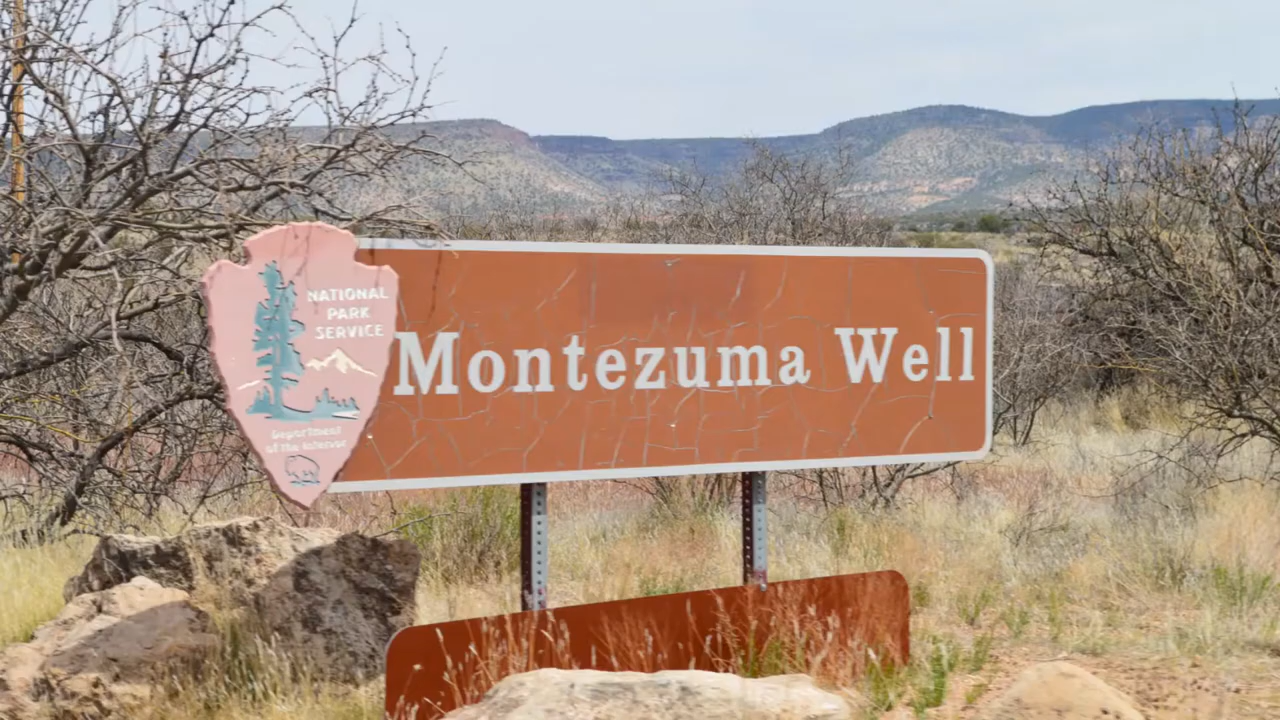 NATIONAL
PARK
SERVICE
Montezuma Well
Department
of the Interior